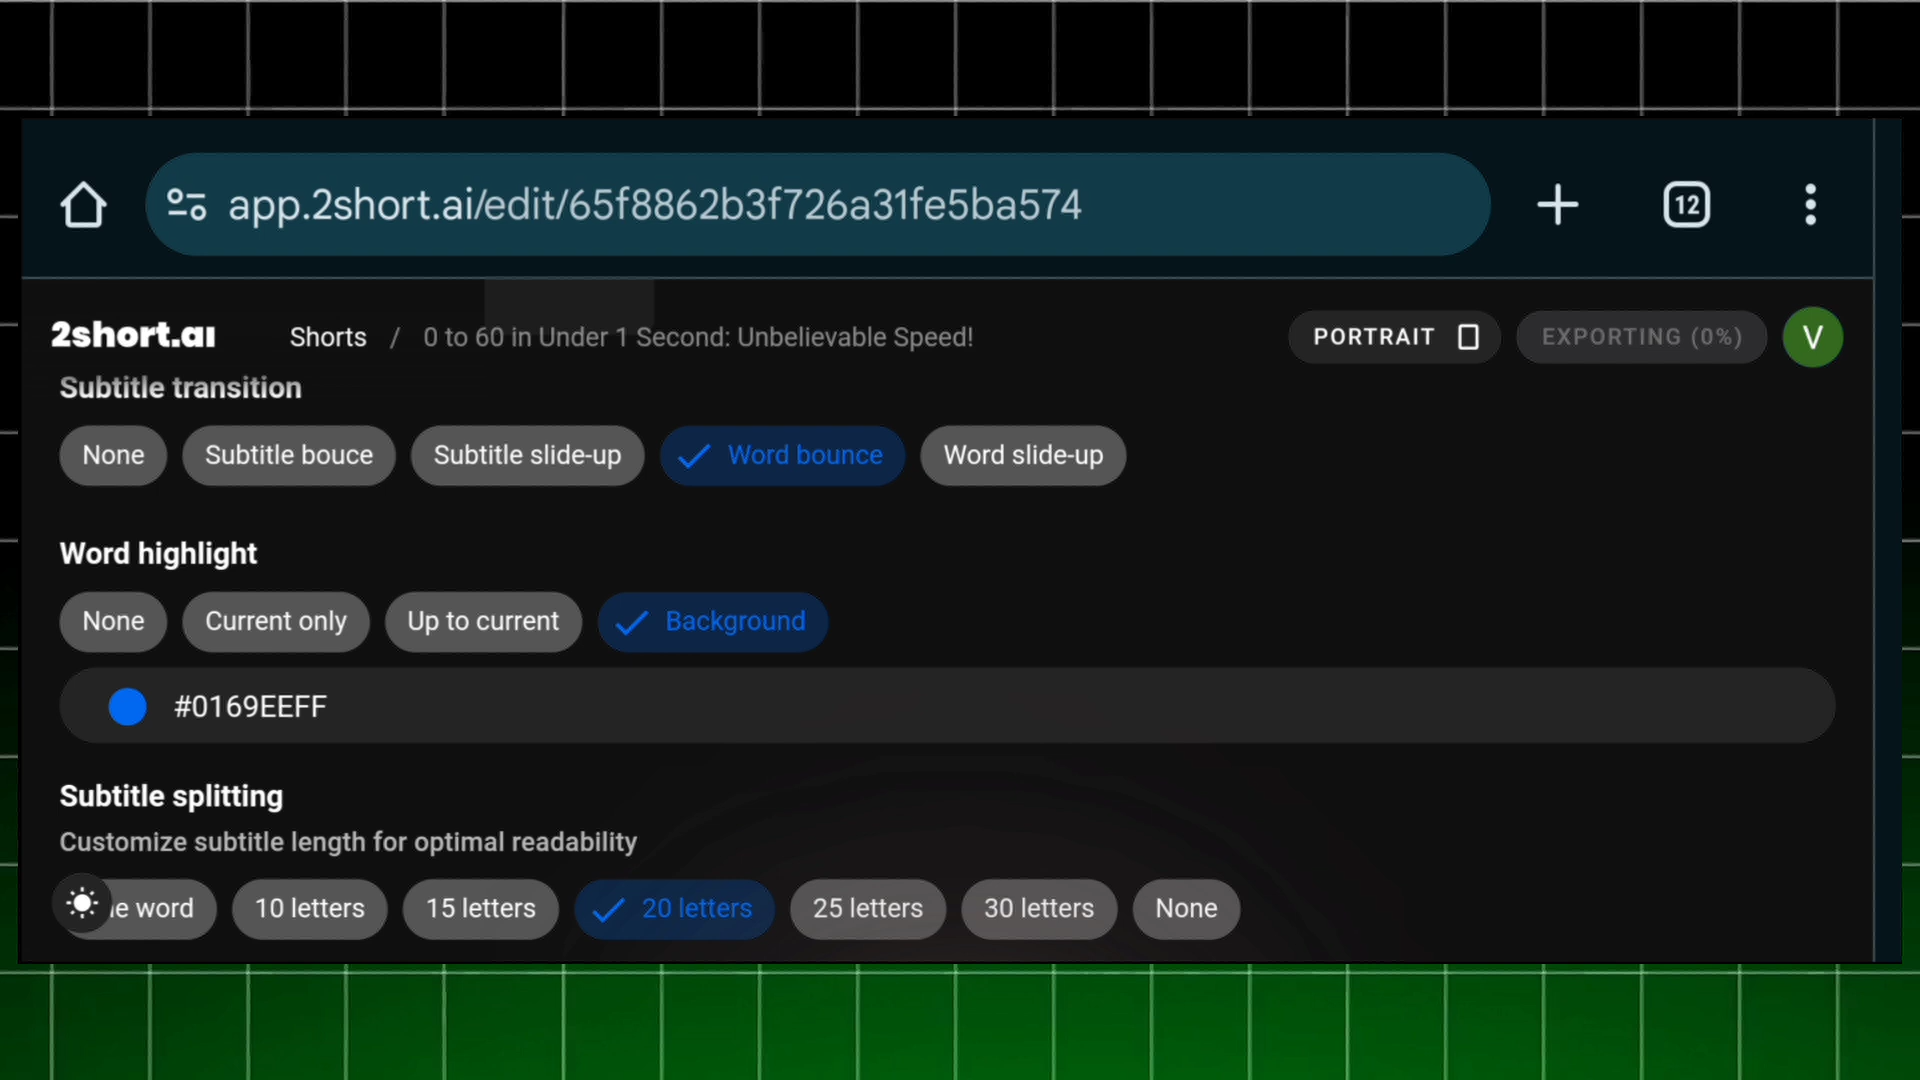 app.2short.ai/edit/65f8862b3f726a31fe5ba574
12
2short.ai Shorts / 0 to 60 in Under 1 Second: Unbelievable Speed! PORTRAIT EXPORTING (0%) V
Subtitle transition
None Subtitle bouce Subtitle slide-up Word bounce Word slide-up
Word highlight
None Current only Up to current Background
#0169EEFF
Subtitle splitting
Customize subtitle length for optimal readability
word 10 letters 15 letters 20 letters 25 letters 30 letters None